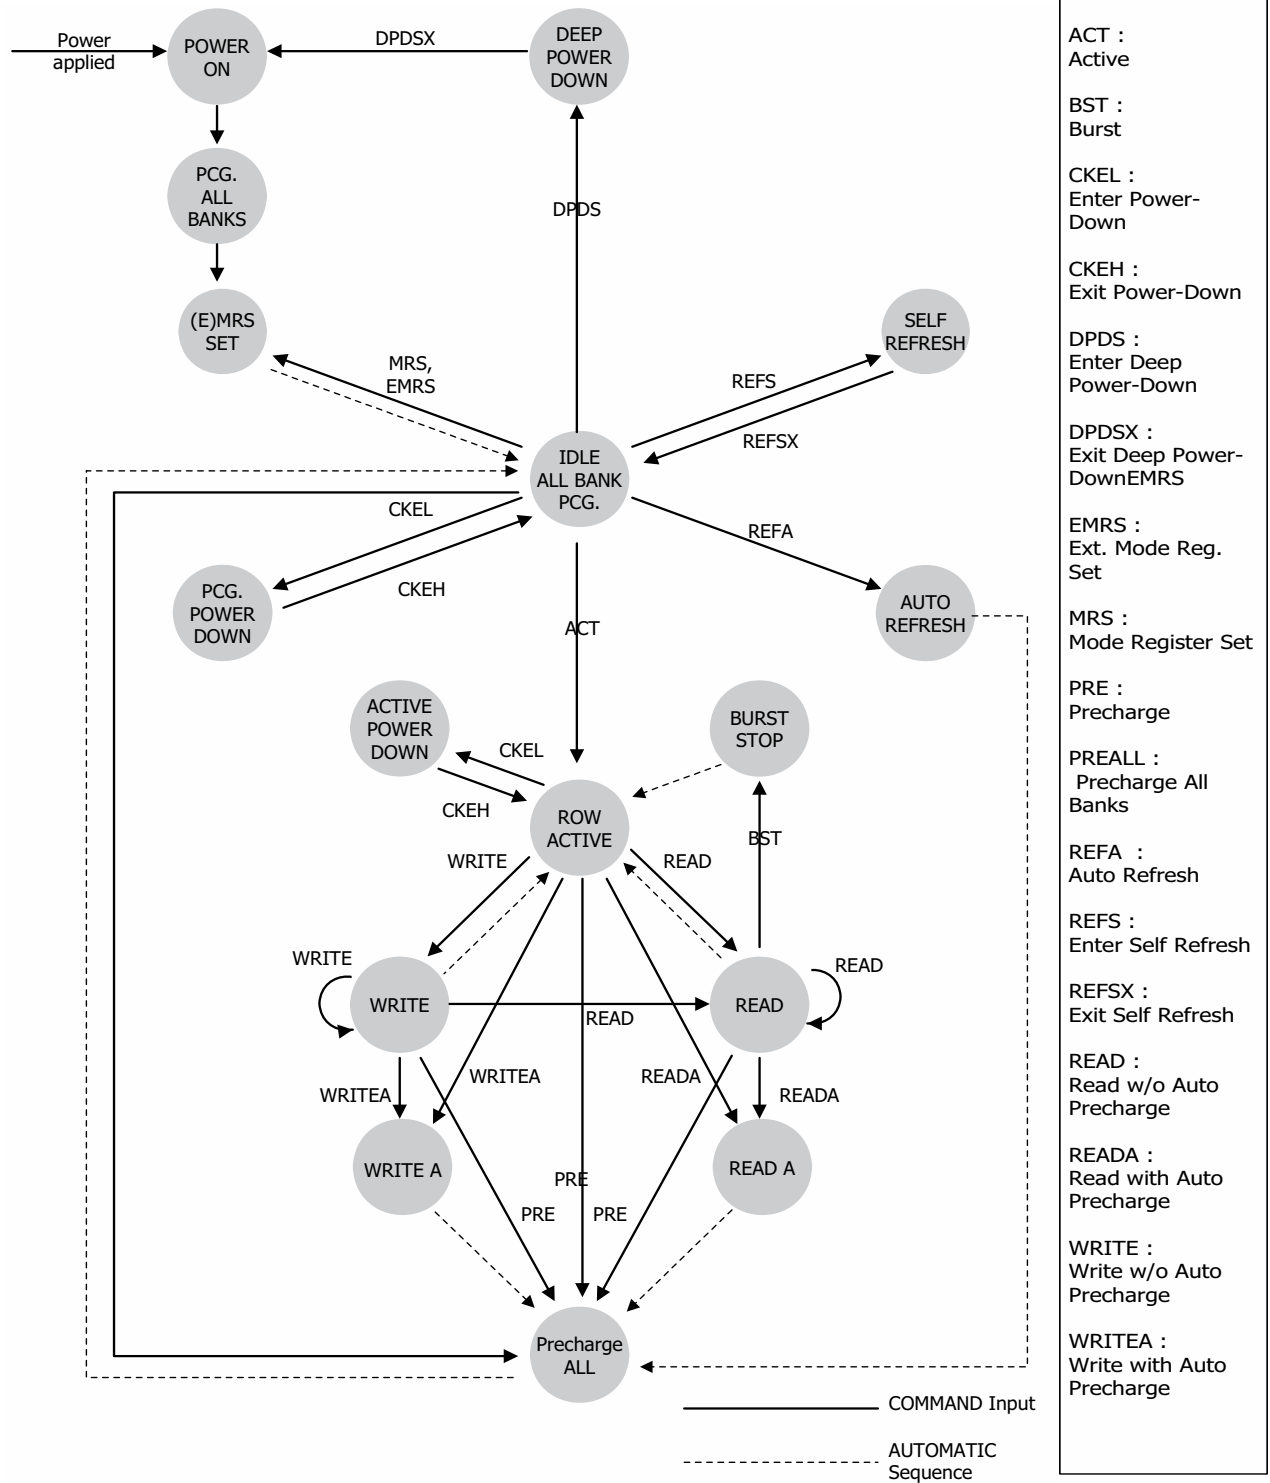 Power
applied
POWER
ON
DPDSX
DEEP
POWER
DOWN
PCG.
ALL
BANKS
DPDS
(E)MRS
SET
MRS,
EMRS
SELF
REFRESH
REFS
REFSX
IDLE
ALL BANK
PCG.
CKEL
CKEH
REFA
PCG.
POWER
DOWN
ACT
AUTO
REFRESH
ACTIVE
POWER
DOWN
CKEL
CKEH
BURST
STOP
ROW
ACTIVE
BST
WRITE
READ
WRITE
WRITE
READ
READ
READ
WRITEA
WRITEA
READA
READA
WRITE A
READ A
PRE
PRE
PRE
Precharge
ALL
COMMAND Input
AUTOMATIC
Sequence
ACT :
Active
BST :
Burst
CKEL :
Enter Power-
Down
CKEH :
Exit Power-Down
DPDS :
Enter Deep
Power-Down
DPDSX :
Exit Deep Power-
DownEMRS
EMRS :
Ext. Mode Reg.
Set
MRS :
Mode Register Set
PRE :
Precharge
PREALL :
Precharge All
Banks
REFA :
Auto Refresh
REFS :
Enter Self Refresh
REFSX :
Exit Self Refresh
READ :
Read w/o Auto
Precharge
READA :
Read with Auto
Precharge
WRITE :
Write w/o Auto
Precharge
WRITEA :
Write with Auto
Precharge